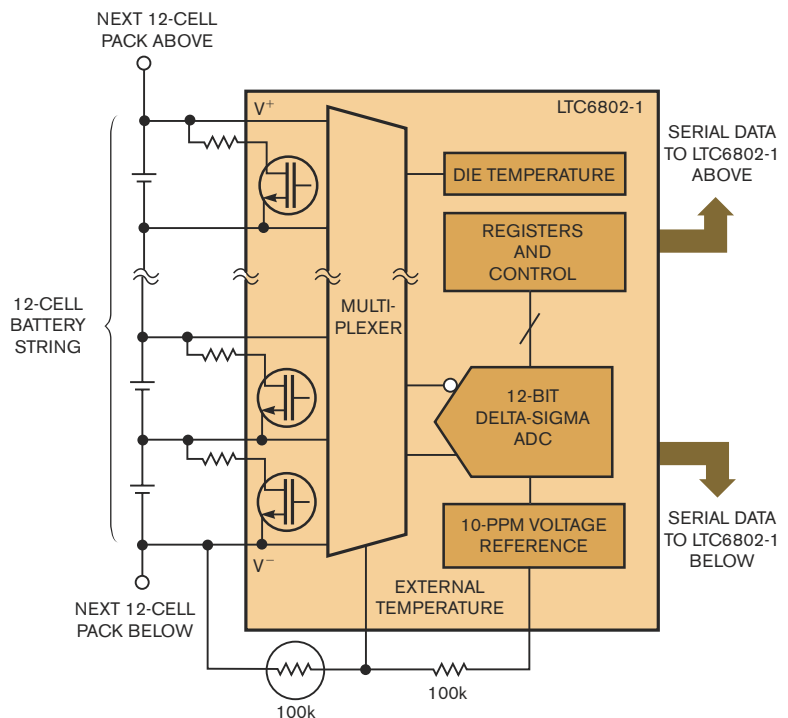 NEXT 12-CELL
PACK ABOVE
V+
LTC6802-1
SERIAL DATA
TO LTC6802-1
ABOVE
DIE TEMPERATURE
REGISTERS
AND
CONTROL
12-CELL
BATTERY
STRING
MULTI-
PLEXER
12-BIT
DELTA-SIGMA
ADC
10-PPM VOLTAGE
REFERENCE
SERIAL DATA
TO LTC6802-1
BELOW
V−
EXTERNAL
TEMPERATURE
NEXT 12-CELL
PACK BELOW
100k
100k